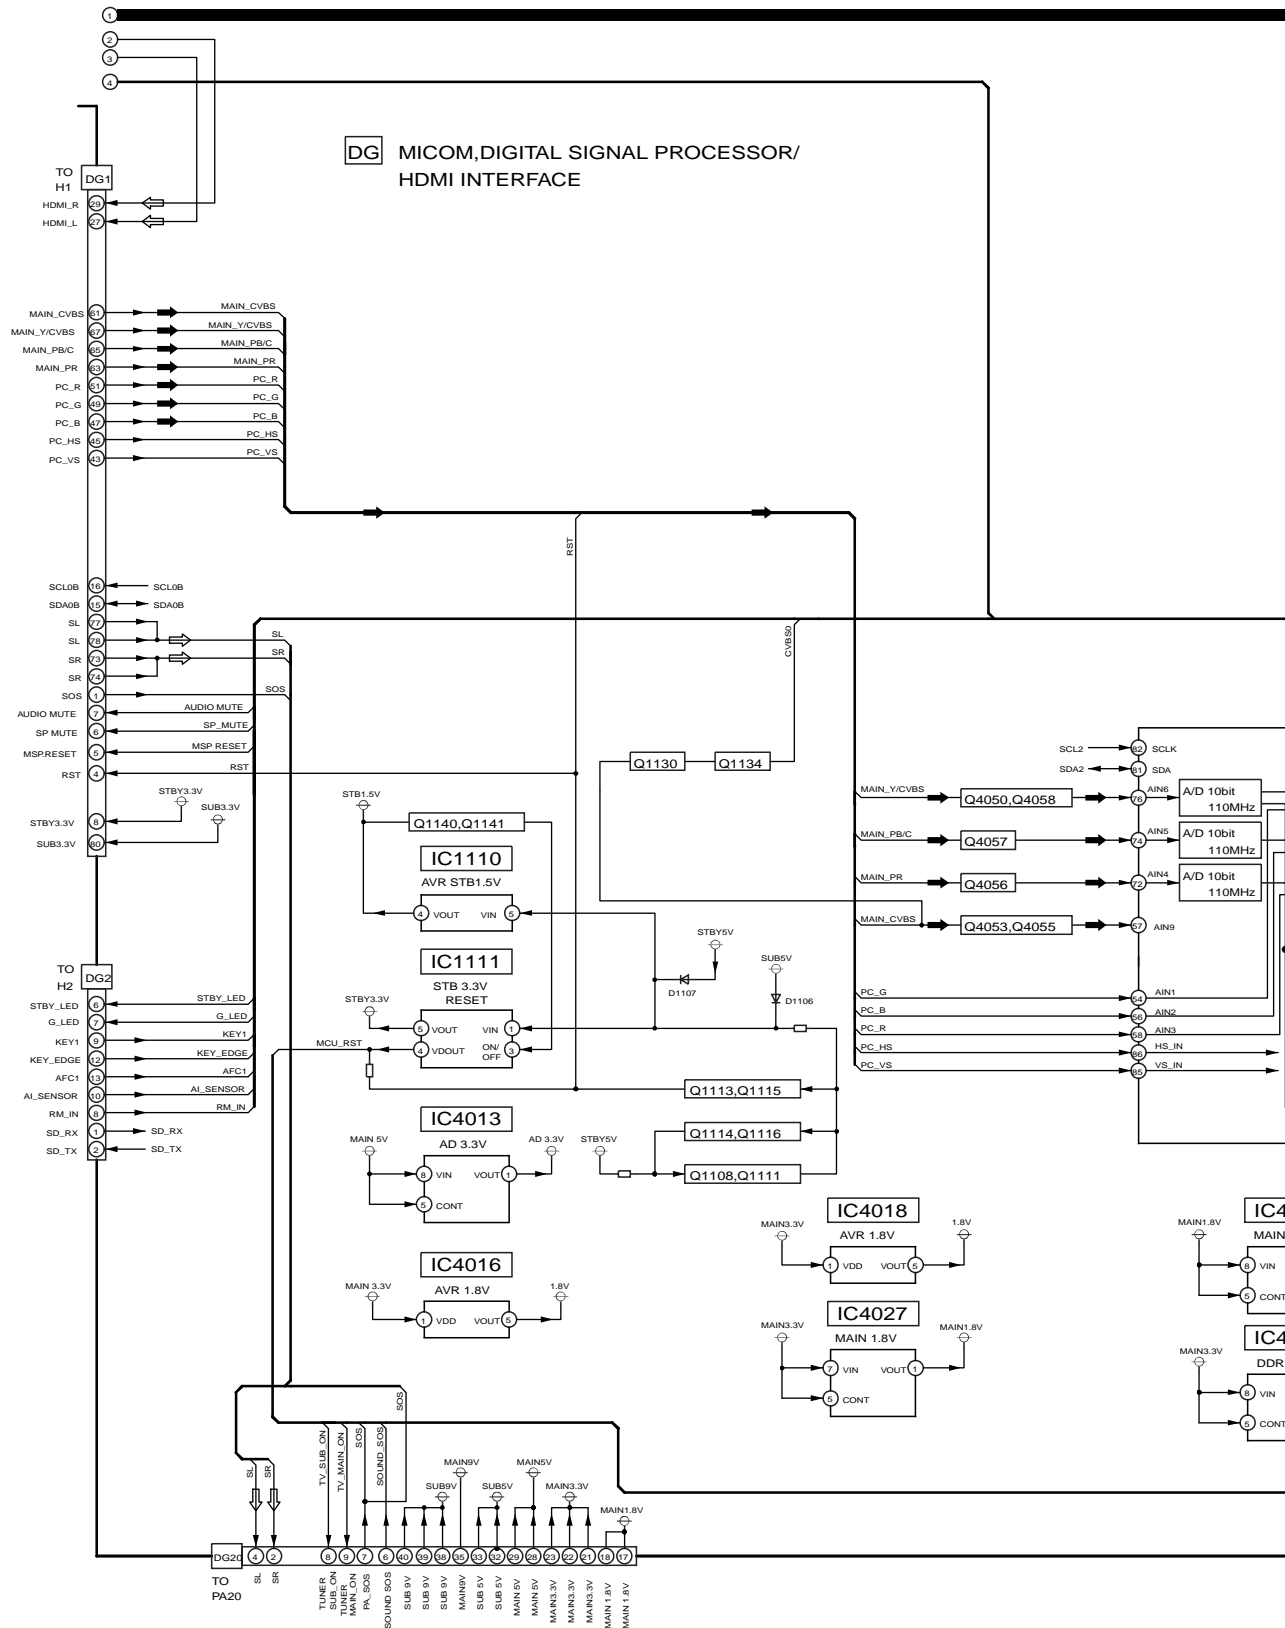 1
2
3
4
DG MICOM,DIGITAL SIGNAL PROCESSOR/
HDMI INTERFACE
TO
H1
DG1
HDMI_R 29
HDMI_L 27
MAIN_CVBS 61 MAIN_CVBS
MAIN_Y/CVBS 67 MAIN_Y/CVBS
MAIN_PB/C 65 MAIN_PB/C
MAIN_PR 63 MAIN_PR
PC_R 51 PC_R
PC_G 49 PC_G
PC_B 47 PC_B
PC_HS 45 PC_HS
PC_VS 43 PC_VS
RST
SCL0B 16 SCL0B
SDA0B 15 SDA0B
SL 77
SL 78 SL
SR 73 SR
SR 74
SOS 1 SOS
AUDIO MUTE 7 AUDIO MUTE
SP MUTE 6 SP_MUTE
MSP.RESET 5 MSP RESET
RST 4 RST
STBY3.3V
SUB3.3V
STBY3.3V 8
SUB3.3V 80
CVBS0
Q1130 Q1134
STB1.5V
Q1140,Q1141
IC1110
AVR STB1.5V
4 VOUT VIN 5
IC1111
STB 3.3V
RESET
STBY3.3V
5 VOUT VIN 1
MCU_RST
4 VDOUT ON/
OFF 3
STBY5V
D1107
SUB5V
D1106
Q1113,Q1115
Q1114,Q1116
Q1108,Q1111
STBY5V
SCL2 82 SCLK
SDA2 81 SDA
MAIN_Y/CVBS Q4050,Q4058 76 AIN6 A/D 10bit
110MHz
MAIN_PB/C Q4057 74 AIN5 A/D 10bit
110MHz
MAIN_PR Q4056 72 AIN4 A/D 10bit
110MHz
MAIN_CVBS Q4053,Q4055 57 AIN9
PC_G 54 AIN1
PC_B 56 AIN2
PC_R 58 AIN3
PC_HS 86 HS_IN
PC_VS 85 VS_IN
TO
H2
DG2
STBY_LED 6 STBY_LED
G_LED 7 G_LED
KEY1 9 KEY1
KEY_EDGE 12 KEY_EDGE
AFC1 13 AFC1
AI_SENSOR 10 AI_SENSOR
RM_IN 8 RM_IN
SD_RX 1 SD_RX
SD_TX 2 SD_TX
IC4013
MAIN 5V AD 3.3V AD 3.3V
8 VIN VOUT 1
5 CONT
IC4016
MAIN 3.3V AVR 1.8V 1.8V
1 VDD VOUT 5
IC4018
MAIN3.3V AVR 1.8V 1.8V
1 VDD VOUT 5
IC4027
MAIN3.3V MAIN 1.8V MAIN1.8V
7 VIN VOUT 1
5 CONT
IC4
MAIN1.8V MAIN
8 VIN
5 CONT
IC4
MAIN3.3V DDR
8 VIN
5 CONT
SOS
SL
SR
TV_SUB_ON
TV_MAIN_ON
SOS
SOUND_SOS
SUB9V
MAIN9V
SUB5V
MAIN5V
MAIN3.3V
MAIN1.8V
DG20 4 2 8 9 7 6 40 39 38 35 33 32 29 28 23 22 21 18 17
TO
PA20
SL
SR
TUNER
SUB_ON
TUNER
MAIN_ON
PA_SOS
SOUND SOS
SUB 9V
SUB 9V
SUB 9V
MAIN9V
SUB 5V
SUB 5V
MAIN 5V
MAIN 5V
MAIN3.3V
MAIN3.3V
MAIN3.3V
MAIN 1.8V
MAIN 1.8V